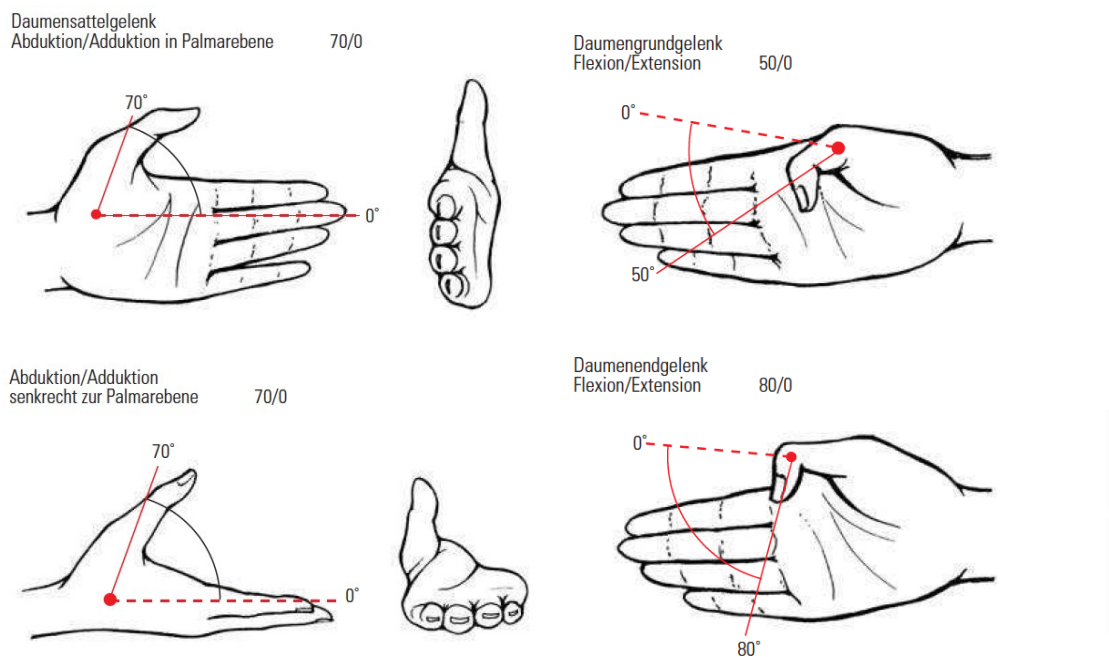 Daumensattelgelenk
Abduktion/Adduktion in Palmarebene 70/0
70°
0°
Daumengrundgelenk
Flexion/Extension 50/0
0°
50°
Abduktion/Adduktion
senkrecht zur Palmarebene 70/0
70°
0°
Daumenendgelenk
Flexion/Extension 80/0
0°
80°